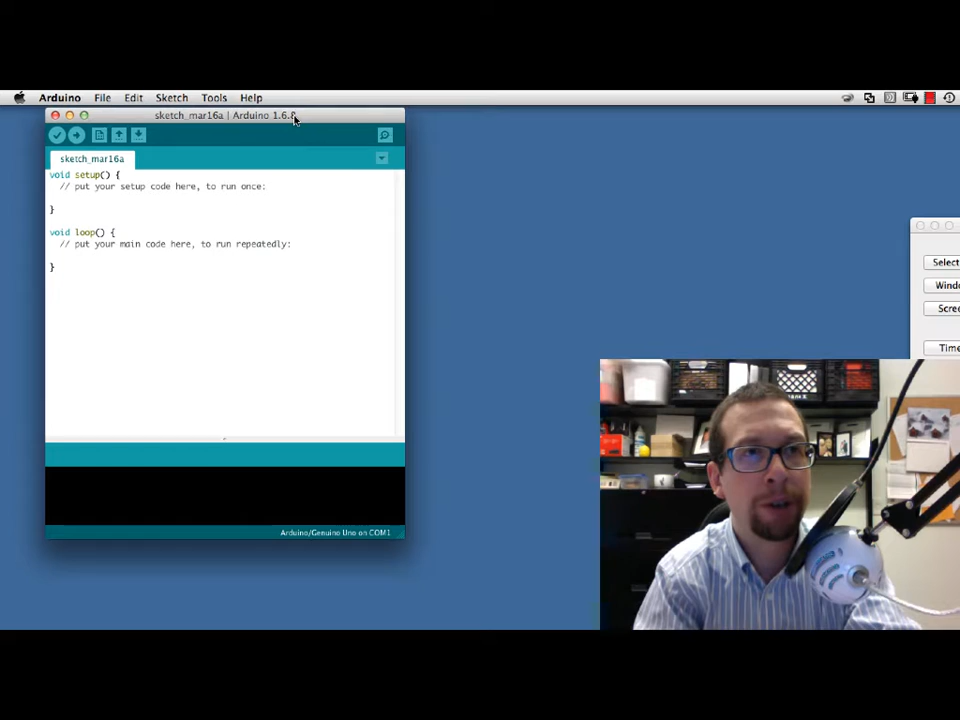 Arduino File Edit Sketch Tools Help
sketch_mar16a | Arduino 1.6.8
sketch_mar16a
void setup() {
// put your setup code here, to run once:
}
void loop() {
// put your main code here, to run repeatedly:
}
Arduino/Genuino Uno on COM1
Select
Windo
Scree
Time